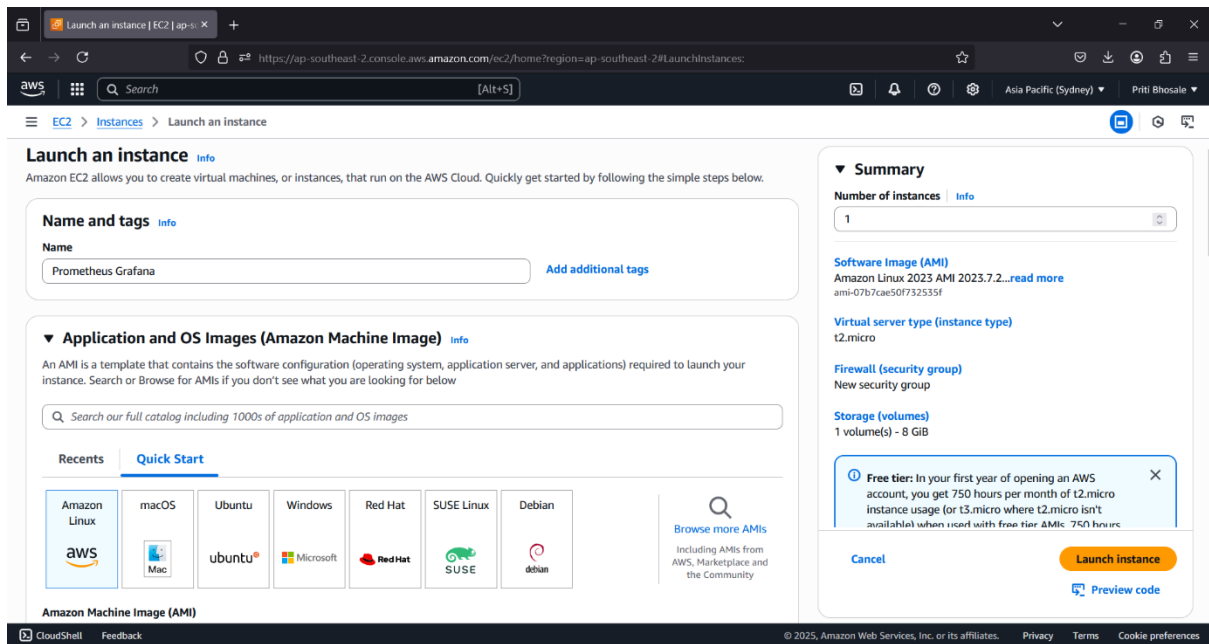 Launch an instance | EC2 | ap-s
https://ap-southeast-2.console.aws.amazon.com/ec2/home?region=ap-southeast-2#LaunchInstances:
aws
Search
[Alt+S]
Asia Pacific (Sydney)
Priti Bhosale
EC2 > Instances > Launch an instance
Launch an instance Info
Amazon EC2 allows you to create virtual machines, or instances, that run on the AWS Cloud. Quickly get started by following the simple steps below.
Name and tags Info
Name
Prometheus Grafana
Add additional tags
Application and OS Images (Amazon Machine Image) Info
An AMI is a template that contains the software configuration (operating system, application server, and applications) required to launch your
instance. Search or Browse for AMIs if you don't see what you are looking for below
Search our full catalog including 1000s of application and OS images
Recents
Quick Start
Amazon
Linux
aws
macOS
Mac
Ubuntu
ubuntu
Windows
Microsoft
Red Hat
Red Hat
SUSE Linux
SUSE
Debian
debian
Browse more AMIs
Including AMIs from
AWS, Marketplace and
the Community
Amazon Machine Image (AMI)
Summary
Number of instances Info
1
Software Image (AMI)
Amazon Linux 2023 AMI 2023.7.2...read more
ami-07b7cae50f732535f
Virtual server type (instance type)
t2.micro
Firewall (security group)
New security group
Storage (volumes)
1 volume(s) - 8 GiB
Free tier: In your first year of opening an AWS
account, you get 750 hours per month of t2.micro
instance usage (or t3.micro where t2.micro isn't
available) when used with free tier AMIs, 750 hours
Cancel
Launch instance
Preview code
CloudShell
Feedback
© 2025, Amazon Web Services, Inc. or its affiliates.
Privacy
Terms
Cookie preferences